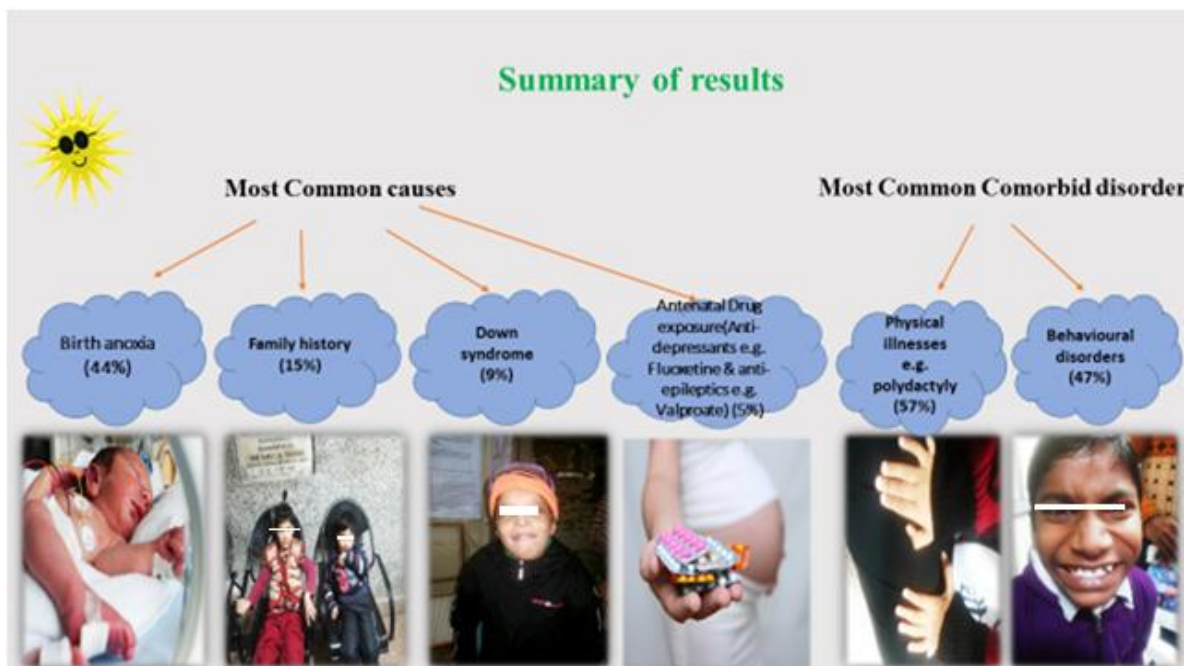 Summary of results
Most Common causes
Most Common Comorbid disorder
Birth anoxia
(44%)
Family history
(15%)
Down
syndrome
(9%)
Antenatal Drug
exposure(Anti-
depressants e.g.
Fluoxetine & anti-
epileptics e.g.
Valproate) (5%)
Physical
illnesses
e.g.
polydactyly
(57%)
Behavioural
disorders
(47%)